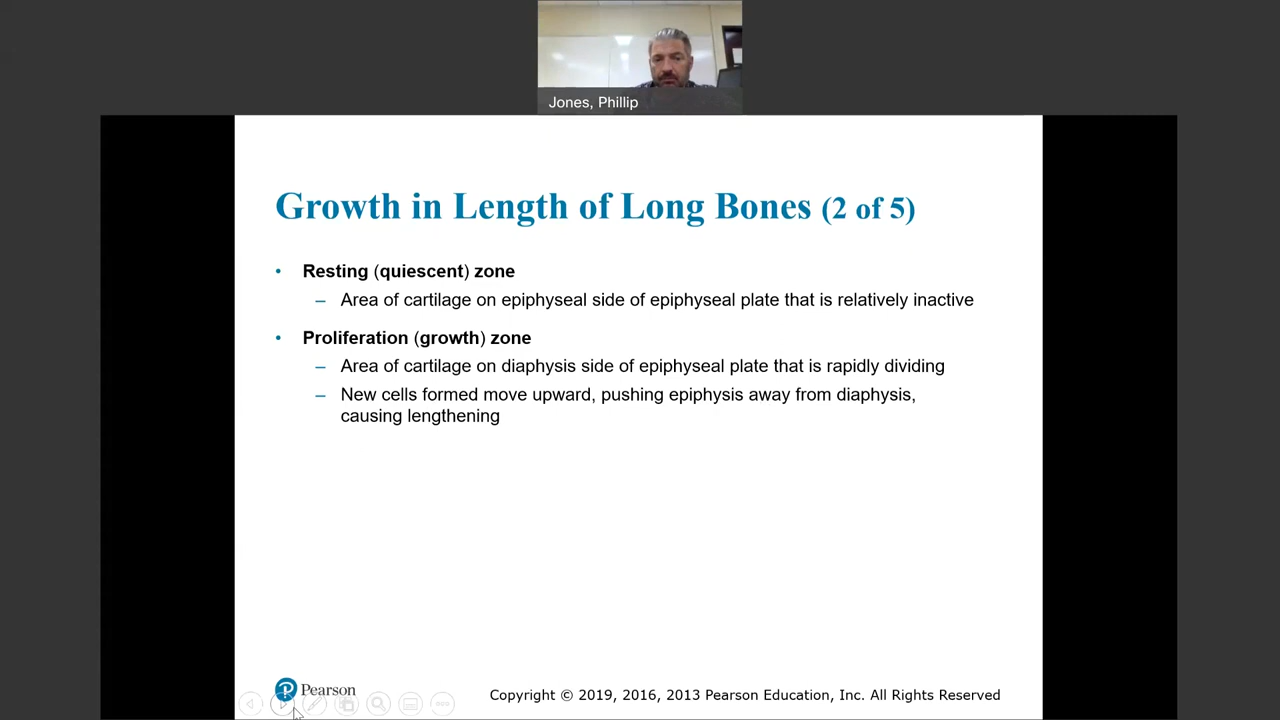 Jones, Phillip
Growth in Length of Long Bones (2 of 5)
• Resting (quiescent) zone
– Area of cartilage on epiphyseal side of epiphyseal plate that is relatively inactive
• Proliferation (growth) zone
– Area of cartilage on diaphysis side of epiphyseal plate that is rapidly dividing
– New cells formed move upward, pushing epiphysis away from diaphysis,
causing lengthening
Pearson
Copyright © 2019, 2016, 2013 Pearson Education, Inc. All Rights Reserved